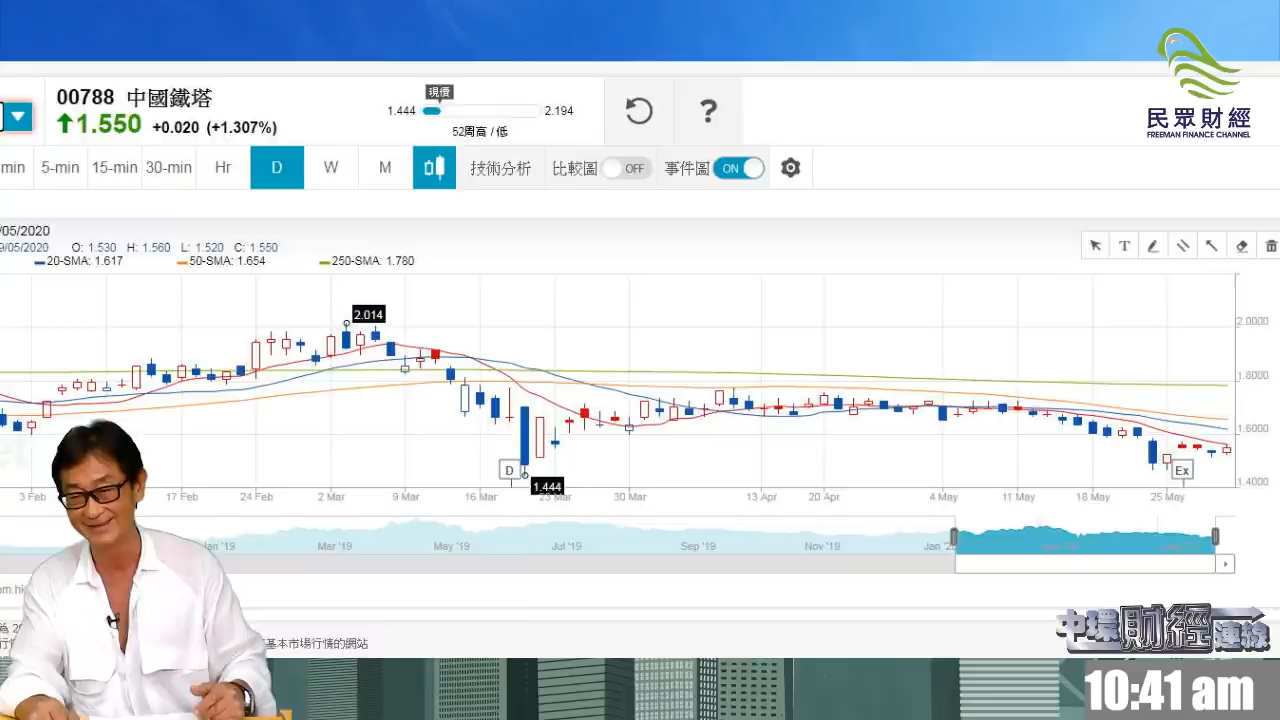 民眾財經
FREEMAN FINANCE CHANNEL
00788 中國鐵塔
1.550 +0.020 (+1.307%)
現價
1.444 2.194
52周高 / 低
?
min 5-min 15-min 30-min Hr D W M 技術分析 比較圖 OFF 事件圖 ON
/05/2020
9/05/2020 O: 1.530 H: 1.560 L: 1.520 C: 1.550
20-SMA: 1.617 50-SMA: 1.654 250-SMA: 1.780
T
2.014
2.0000
1.8000
1.6000
1.4000
D
1.444
Ex
3 Feb 17 Feb 24 Feb 2 Mar 9 Mar 16 Mar 23 Mar 30 Mar 13 Apr 20 Apr 4 May 11 May 18 May 25 May
Jan '19 Mar '19 May '19 Jul '19 Sep '19 Nov '19 Jan '2
基本市場行情的網站
中環財經連線
10:41 am